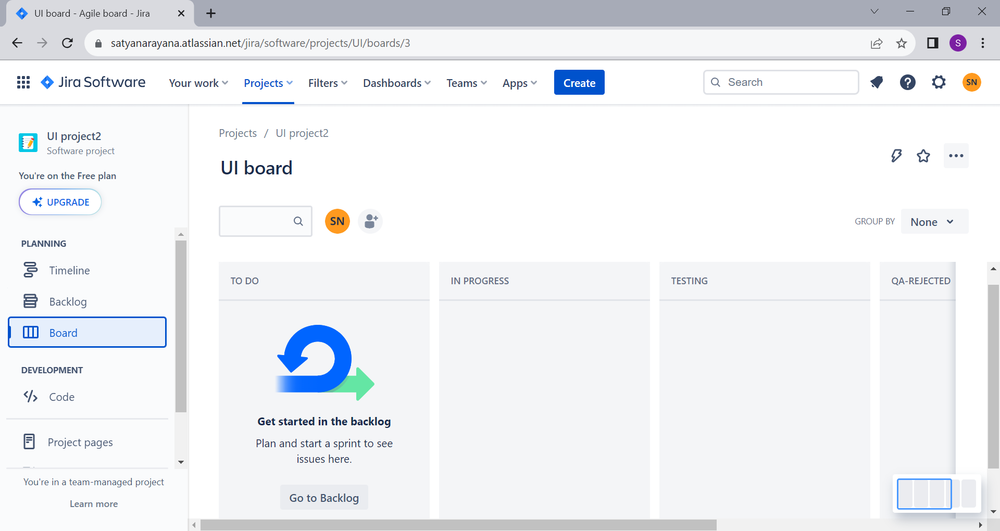 UI board - Agile board - Jira
satyanarayana.atlassian.net/jira/software/projects/UI/boards/3
S
Jira Software
Your work
Projects
Filters
Dashboards
Teams
Apps
Create
Search
SN
UI project2
Software project
You're on the Free plan
UPGRADE
PLANNING
Timeline
Backlog
Board
DEVELOPMENT
Code
Project pages
You're in a team-managed project
Learn more
Projects / UI project2
UI board
SN
GROUP BY
None
TO DO
IN PROGRESS
TESTING
QA-REJECTED
Get started in the backlog
Plan and start a sprint to see
issues here.
Go to Backlog